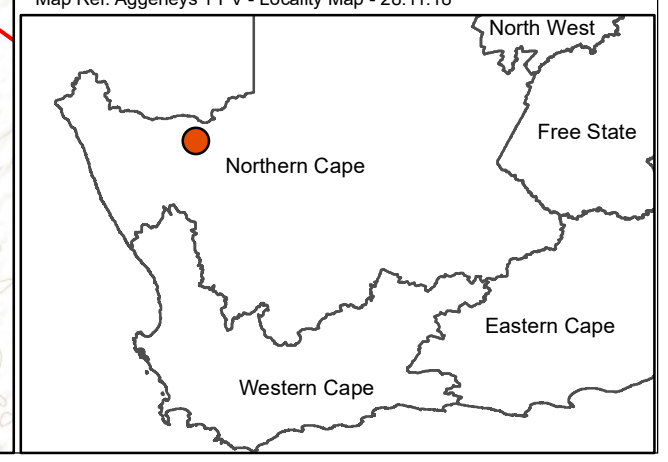 Map Ref: Aggeneys 1 PV - Locality Map - 28.11.18
North West
Free State
Northern Cape
Eastern Cape
Western Cape